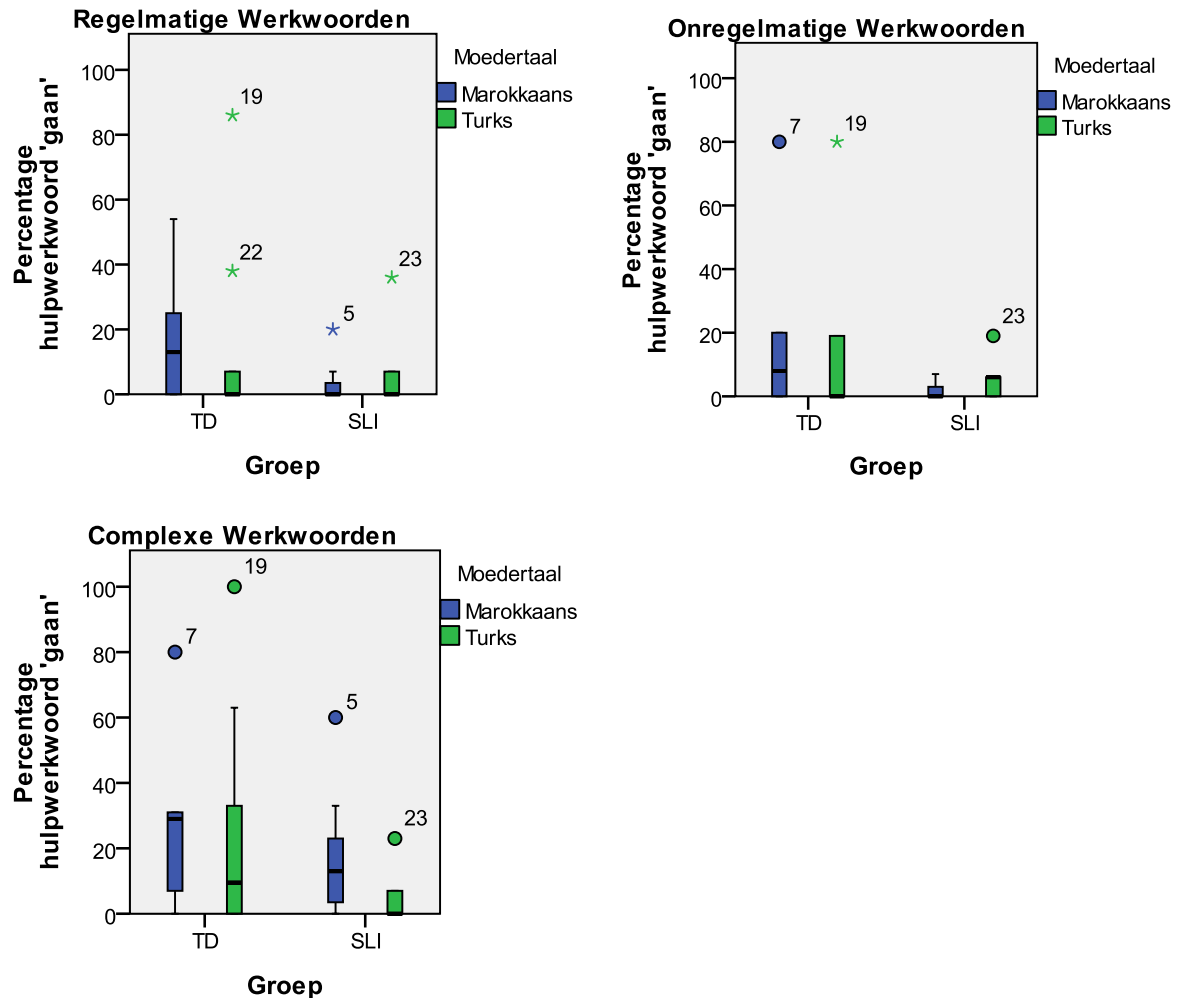 Regelmatige Werkwoorden
Percentage
hulpwerkwoord 'gaan'
100
80
60
40
20
0
19
22
5
23
TD
SLI
Groep
Moedertaal
Marokkaans
Turks
Onregelmatige Werkwoorden
Percentage
hulpwerkwoord 'gaan'
100
80
60
40
20
0
7
19
23
TD
SLI
Groep
Moedertaal
Marokkaans
Turks
Complexe Werkwoorden
Percentage
hulpwerkwoord 'gaan'
100
80
60
40
20
0
7
19
5
23
TD
SLI
Groep
Moedertaal
Marokkaans
Turks